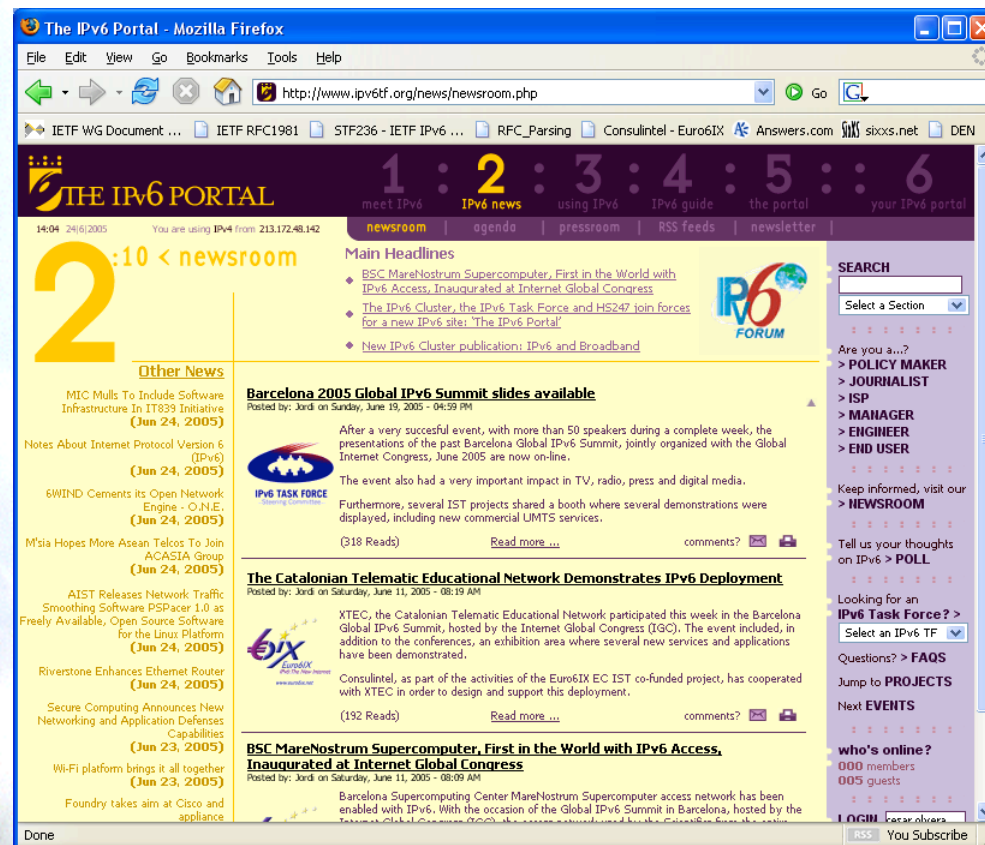 The IPv6 Portal - Mozilla Firefox
File Edit View Go Bookmarks Tools Help
http://www.ipv6tf.org/news/newsroom.php Go G
IETF WG Document ... IETF RFC1981 STF236 - IETF IPv6 ... RFC_Parsing Consulintel - Euro6IX Answers.com sixxs.net DEN
THE IPv6 PORTAL
1 : 2 : 3 : 4 : 5 : : 6
meet IPv6 IPv6 news using IPv6 IPv6 guide the portal your IPv6 portal
14:04 24|6|2005 You are using IPv4 from 213.172.48.142
newsroom | agenda | pressroom | RSS feeds | newsletter |
2:10 < newsroom
Main Headlines
BSC MareNostrum Supercomputer, First in the World with
IPv6 Access, Inaugurated at Internet Global Congress
The IPv6 Cluster, the IPv6 Task Force and HS247 join forces
for a new IPv6 site: 'The IPv6 Portal'
New IPv6 Cluster publication: IPv6 and Broadband
IPv6
FORUM
Other News
MIC Mulls To Include Software
Infrastructure In IT839 Initiative
(Jun 24, 2005)
Notes About Internet Protocol Version 6
(IPv6)
(Jun 24, 2005)
6WIND Cements its Open Network
Engine - O.N.E.
(Jun 24, 2005)
M'sia Hopes More Asean Telcos To Join
ACASIA Group
(Jun 24, 2005)
AIST Releases Network Traffic
Smoothing Software PSPacer 1.0 as
Freely Available, Open Source Software
for the Linux Platform
(Jun 24, 2005)
Riverstone Enhances Ethernet Router
(Jun 24, 2005)
Secure Computing Announces New
Networking and Application Defenses
Capabilities
(Jun 23, 2005)
Wi-Fi platform brings it all together
(Jun 23, 2005)
Foundry takes aim at Cisco and
appliance
Barcelona 2005 Global IPv6 Summit slides available
Posted by: Jordi on Sunday, June 19, 2005 - 04:59 PM
IPv6 TASK FORCE
Steering Committee
After a very succesful event, with more than 50 speakers during a complete week, the
presentations of the past Barcelona Global IPv6 Summit, jointly organized with the Global
Internet Congress, June 2005 are now on-line.
The event also had a very important impact in TV, radio, press and digital media.
Furthermore, several IST projects shared a booth where several demonstrations were
displayed, including new commercial UMTS services.
(318 Reads) Read more ... comments?
The Catalonian Telematic Educational Network Demonstrates IPv6 Deployment
Posted by: Jordi on Saturday, June 11, 2005 - 08:19 AM
6ix
Euro6IX
IPv6 The New Internet
www.euro6ix.net
XTEC, the Catalonian Telematic Educational Network participated this week in the Barcelona
Global IPv6 Summit, hosted by the Internet Global Congress (IGC). The event included, in
addition to the conferences, an exhibition area where several new services and applications
have been demonstrated.
Consulintel, as part of the activities of the Euro6IX EC IST co-funded project, has cooperated
with XTEC in order to design and support this deployment.
(192 Reads) Read more ... comments?
BSC MareNostrum Supercomputer, First in the World with IPv6 Access,
Inaugurated at Internet Global Congress
Posted by: Jordi on Saturday, June 11, 2005 - 08:09 AM
Barcelona Supercomputing Center MareNostrum Supercomputer access network has been
enabled with IPv6. With the occasion of the Global IPv6 Summit in Barcelona, hosted by the
SEARCH
Select a Section
Are you a...?
> POLICY MAKER
> JOURNALIST
> ISP
> MANAGER
> ENGINEER
> END USER
Keep informed, visit our
> NEWSROOM
Tell us your thoughts
on IPv6 > POLL
Looking for an
IPv6 Task Force? >
Select an IPv6 TF
Questions? > FAQS
Jump to PROJECTS
Next EVENTS
who's online?
000 members
005 guests
LOGIN cesar.olvera
Done RSS You Subscribe